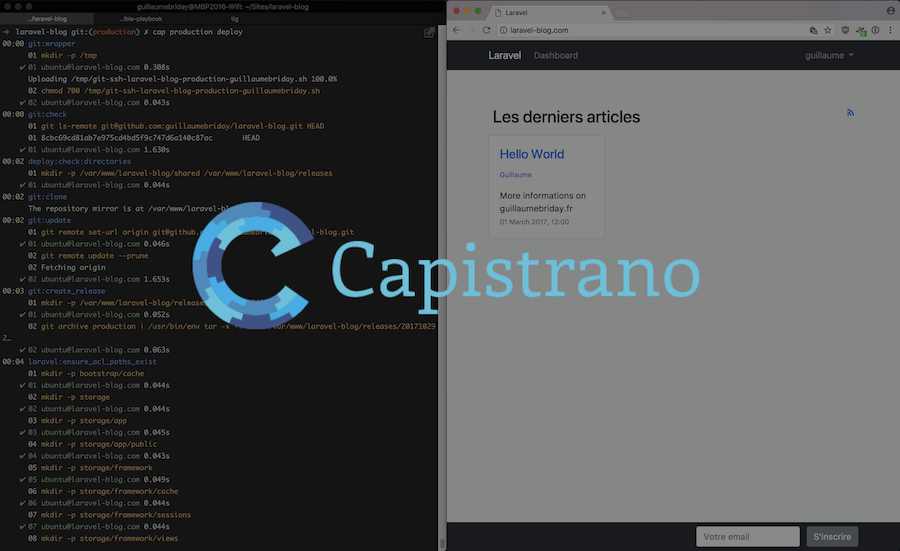 guillaumebriday@MBP2016-Wifi: ~/Sites/laravel-blog
../laravel-blog
..ible-playbook
tig
→ laravel-blog git:(production) ✗ cap production deploy
00:00 git:wrapper
01 mkdir -p /tmp
✔ 01 ubuntu@laravel-blog.com 0.308s
Uploading /tmp/git-ssh-laravel-blog-production-guillaumebriday.sh 100.0%
02 chmod 700 /tmp/git-ssh-laravel-blog-production-guillaumebriday.sh
✔ 02 ubuntu@laravel-blog.com 0.043s
00:00 git:check
01 git ls-remote git@github.com:guillaumebriday/laravel-blog.git HEAD
01 8cbc69cd81ab7e975cd4bd5f9c747d6a140c87ac HEAD
✔ 01 ubuntu@laravel-blog.com 1.630s
00:02 deploy:check:directories
01 mkdir -p /var/www/laravel-blog/shared /var/www/laravel-blog/releases
✔ 01 ubuntu@laravel-blog.com 0.044s
00:02 git:clone
The repository mirror is at /var/www/laravel-b
00:02 git:update
01 git remote set-url origin git@github. l-blog.git
✔ 01 ubuntu@laravel-blog.com 0.046s
02 git remote update --prune
02 Fetching origin
✔ 02 ubuntu@laravel-blog.com 1.653s
00:03 git:create_release
01 mkdir -p /var/www/laravel-blog/releases
✔ 01 ubuntu@laravel-blog.com 0.052s
02 git archive production | /usr/bin/env tar -x /var/www/laravel-blog/releases/20171029
2…
✔ 02 ubuntu@laravel-blog.com 0.063s
00:04 laravel:ensure_acl_paths_exist
01 mkdir -p bootstrap/cache
✔ 01 ubuntu@laravel-blog.com 0.044s
02 mkdir -p storage
✔ 02 ubuntu@laravel-blog.com 0.044s
03 mkdir -p storage/app
✔ 03 ubuntu@laravel-blog.com 0.045s
04 mkdir -p storage/app/public
✔ 04 ubuntu@laravel-blog.com 0.043s
05 mkdir -p storage/framework
✔ 05 ubuntu@laravel-blog.com 0.049s
06 mkdir -p storage/framework/cache
✔ 06 ubuntu@laravel-blog.com 0.044s
07 mkdir -p storage/framework/sessions
✔ 07 ubuntu@laravel-blog.com 0.044s
08 mkdir -p storage/framework/views
Capistrano
Laravel
laravel-blog.com
Laravel Dashboard guillaume
Les derniers articles
Hello World
Guillaume
More informations on
guillaumebriday.fr
01 March 2017, 12:00
Votre email
S'inscrire